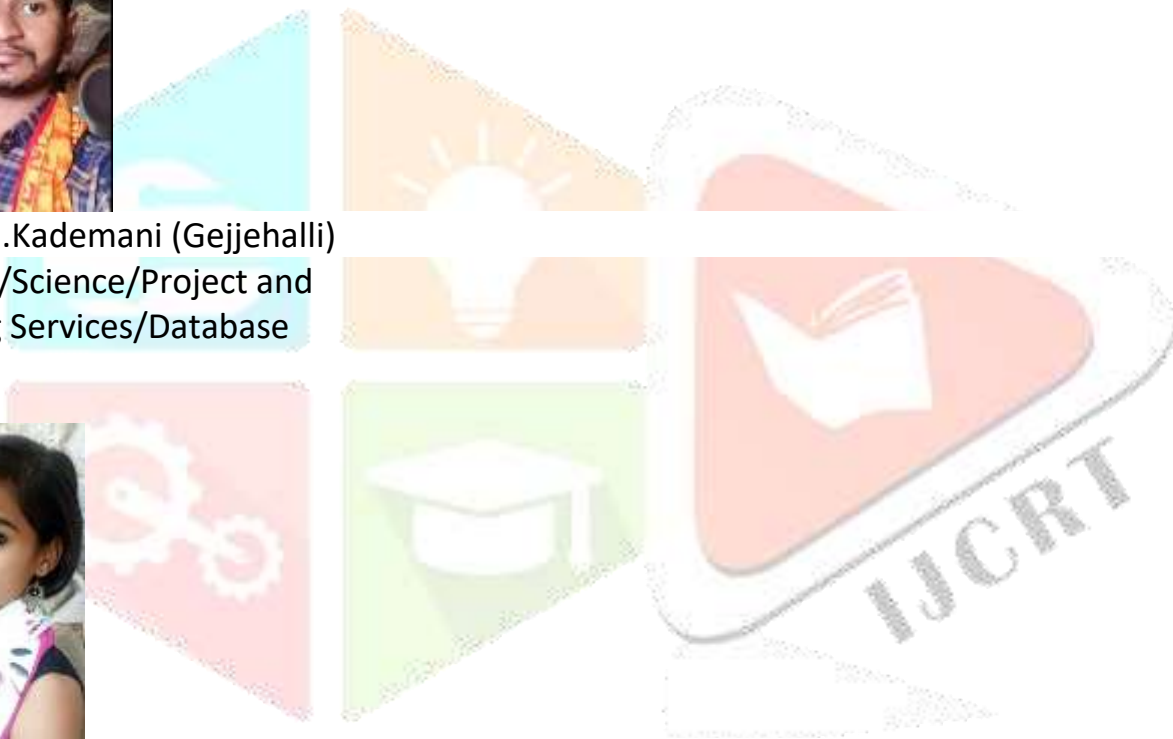 .Kademani (Gejjehalli)
/Science/Project and
Services/Database
IJCRT